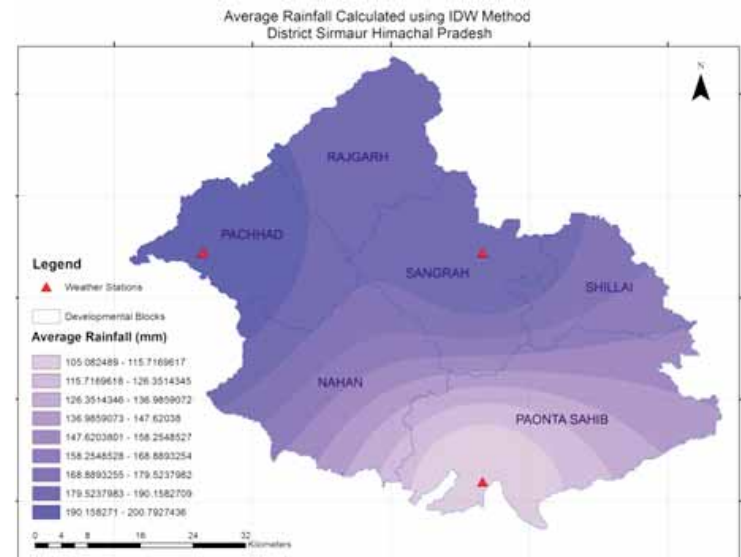 Average Rainfall Calculated using IDW Method
District Sirmaur Himachal Pradesh
N
RAJGARH
PACHHAD
SANGRAH
SHILLAI
NAHAN
PAONTA SAHIB
Legend
Weather Stations
Developmental Blocks
Average Rainfall (mm)
105.082489 - 115.7169617
115.7169618 - 126.3514345
126.3514346 - 136.9859072
136.9859073 - 147.62038
147.6203801 - 158.2548527
158.2548528 - 168.8893254
168.8893255 - 179.5237982
179.5237983 - 190.1582709
190.158271 - 200.7927436
0 4 8 16 24 32
Kilometers